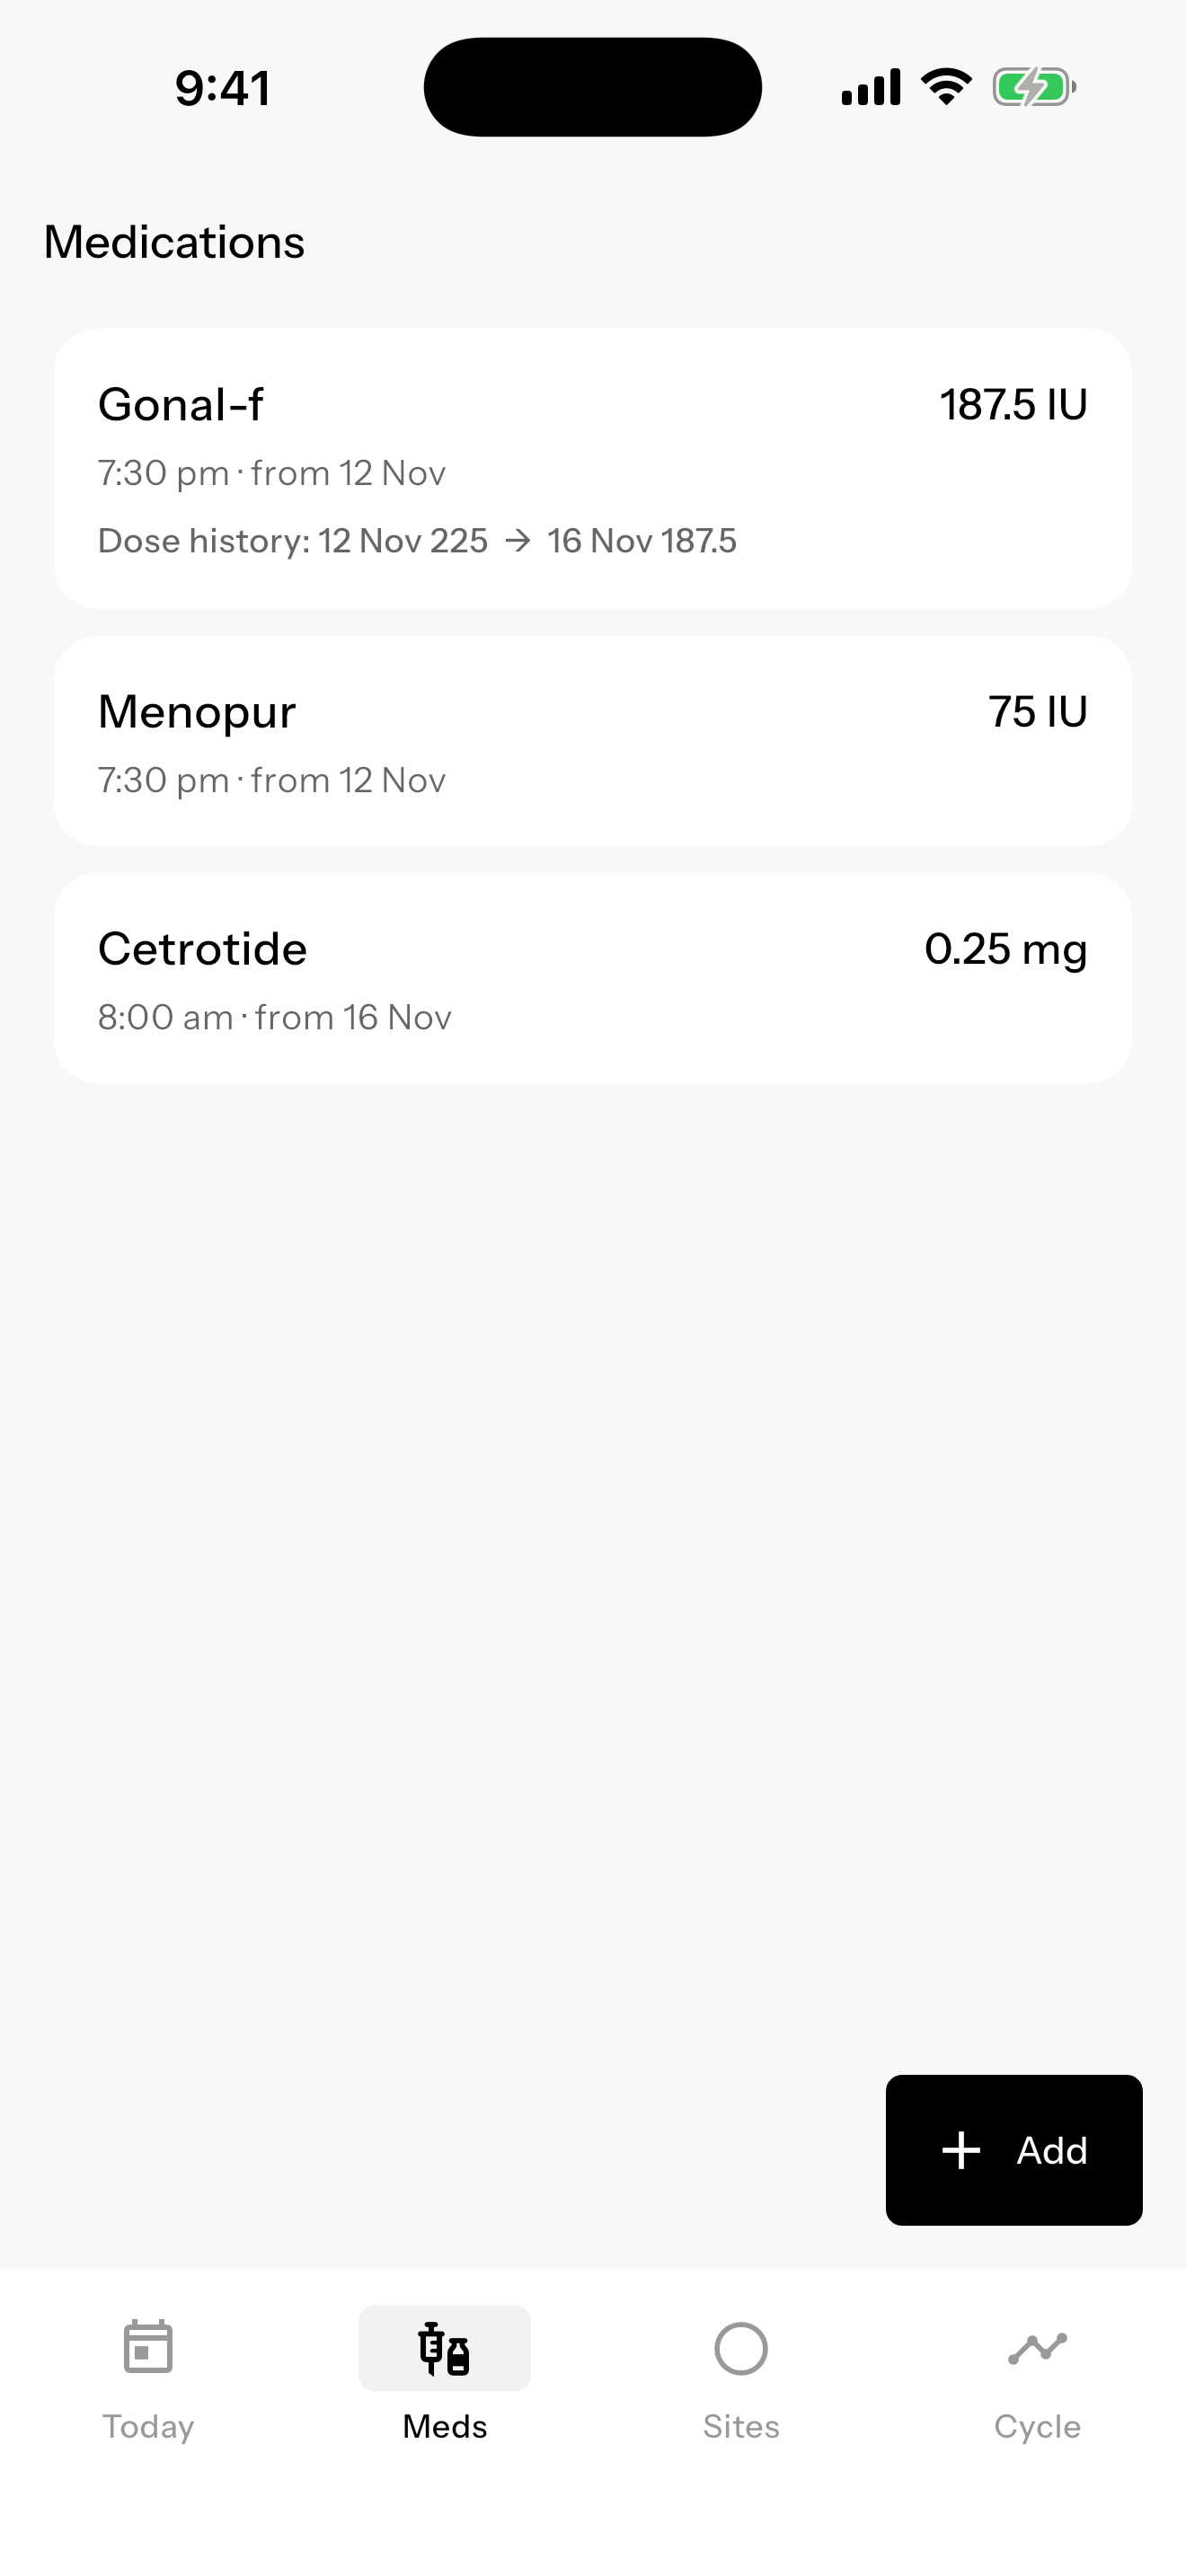 9:41
Medications
Gonal-f 187.5 IU
7:30 pm · from 12 Nov
Dose history: 12 Nov 225 → 16 Nov 187.5
Menopur 75 IU
7:30 pm · from 12 Nov
Cetrotide 0.25 mg
8:00 am · from 16 Nov
+ Add
Today Meds Sites Cycle